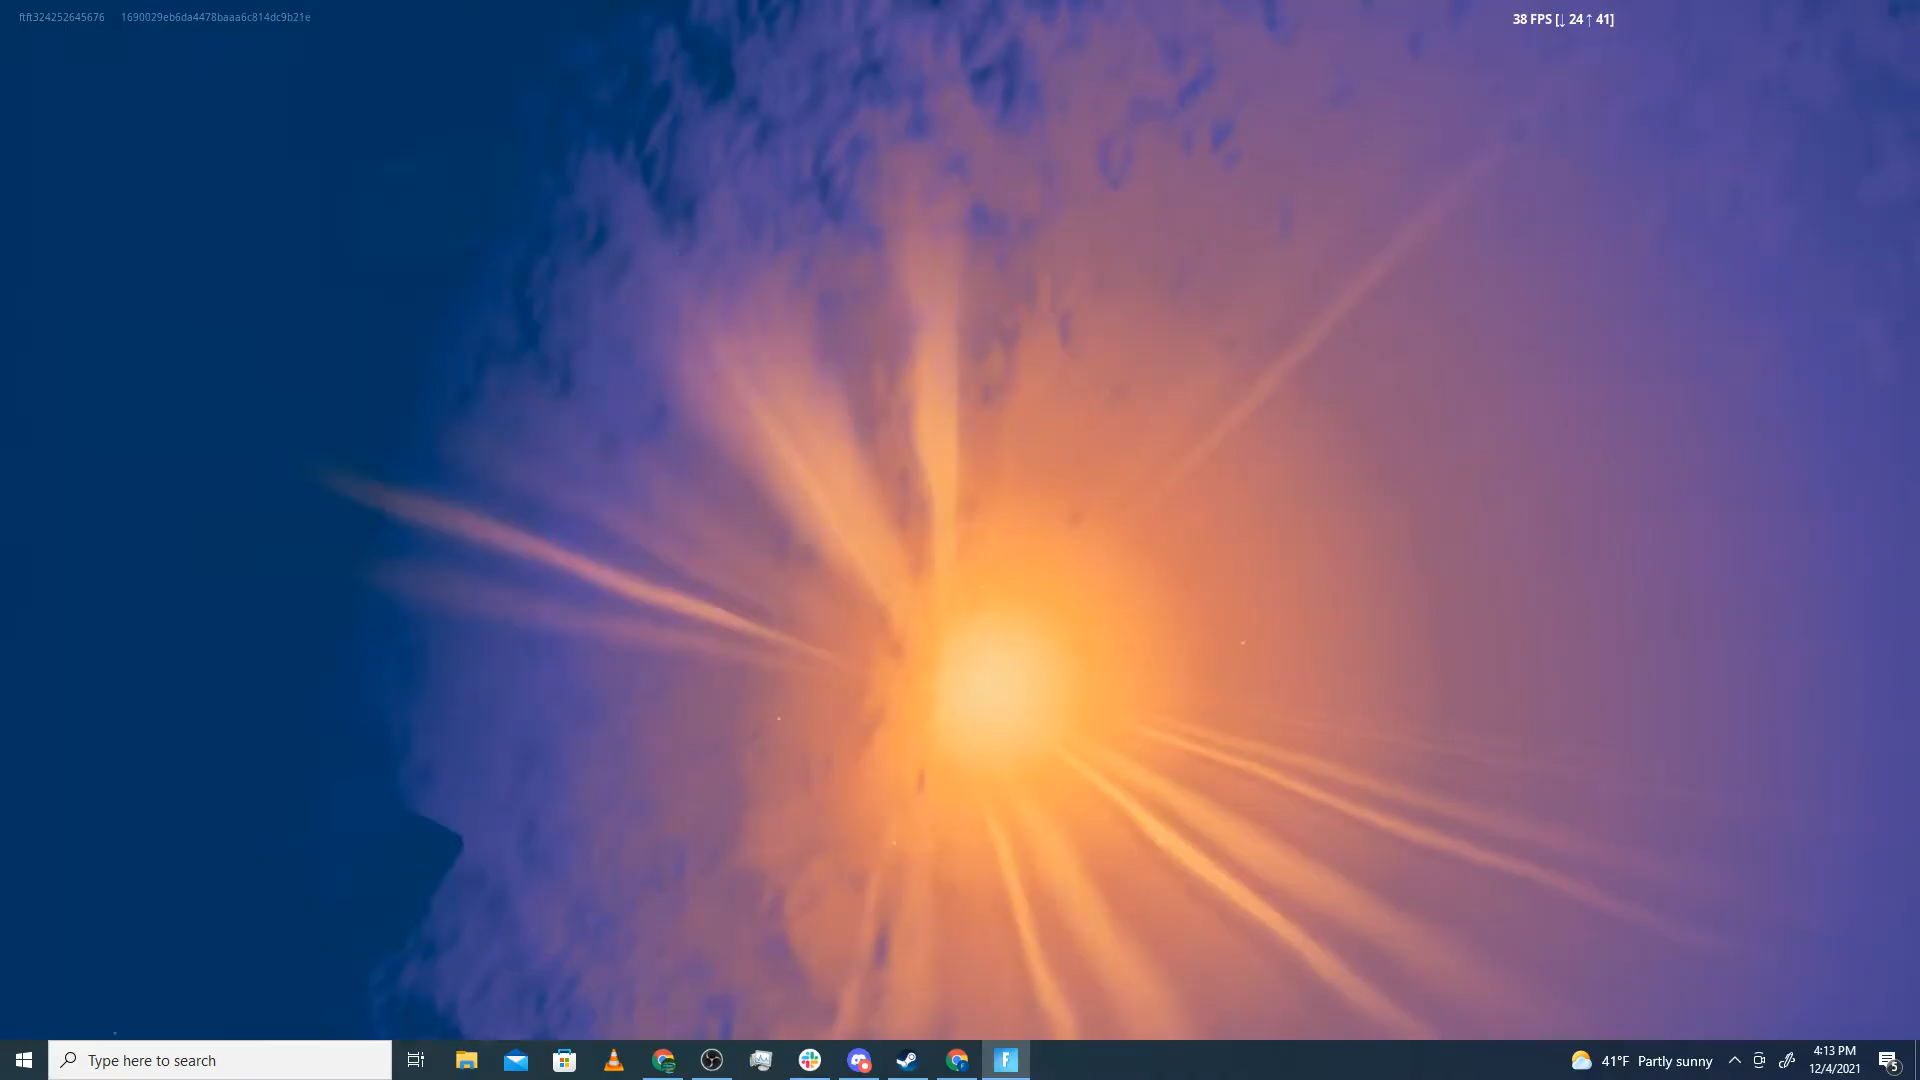 ftft324252645676 1690029eb6da4478baaa6c814dc9b21e
38 FPS [↓ 24 ↑ 41]
Type here to search
F
41°F Partly sunny
4:13 PM
12/4/2021
5